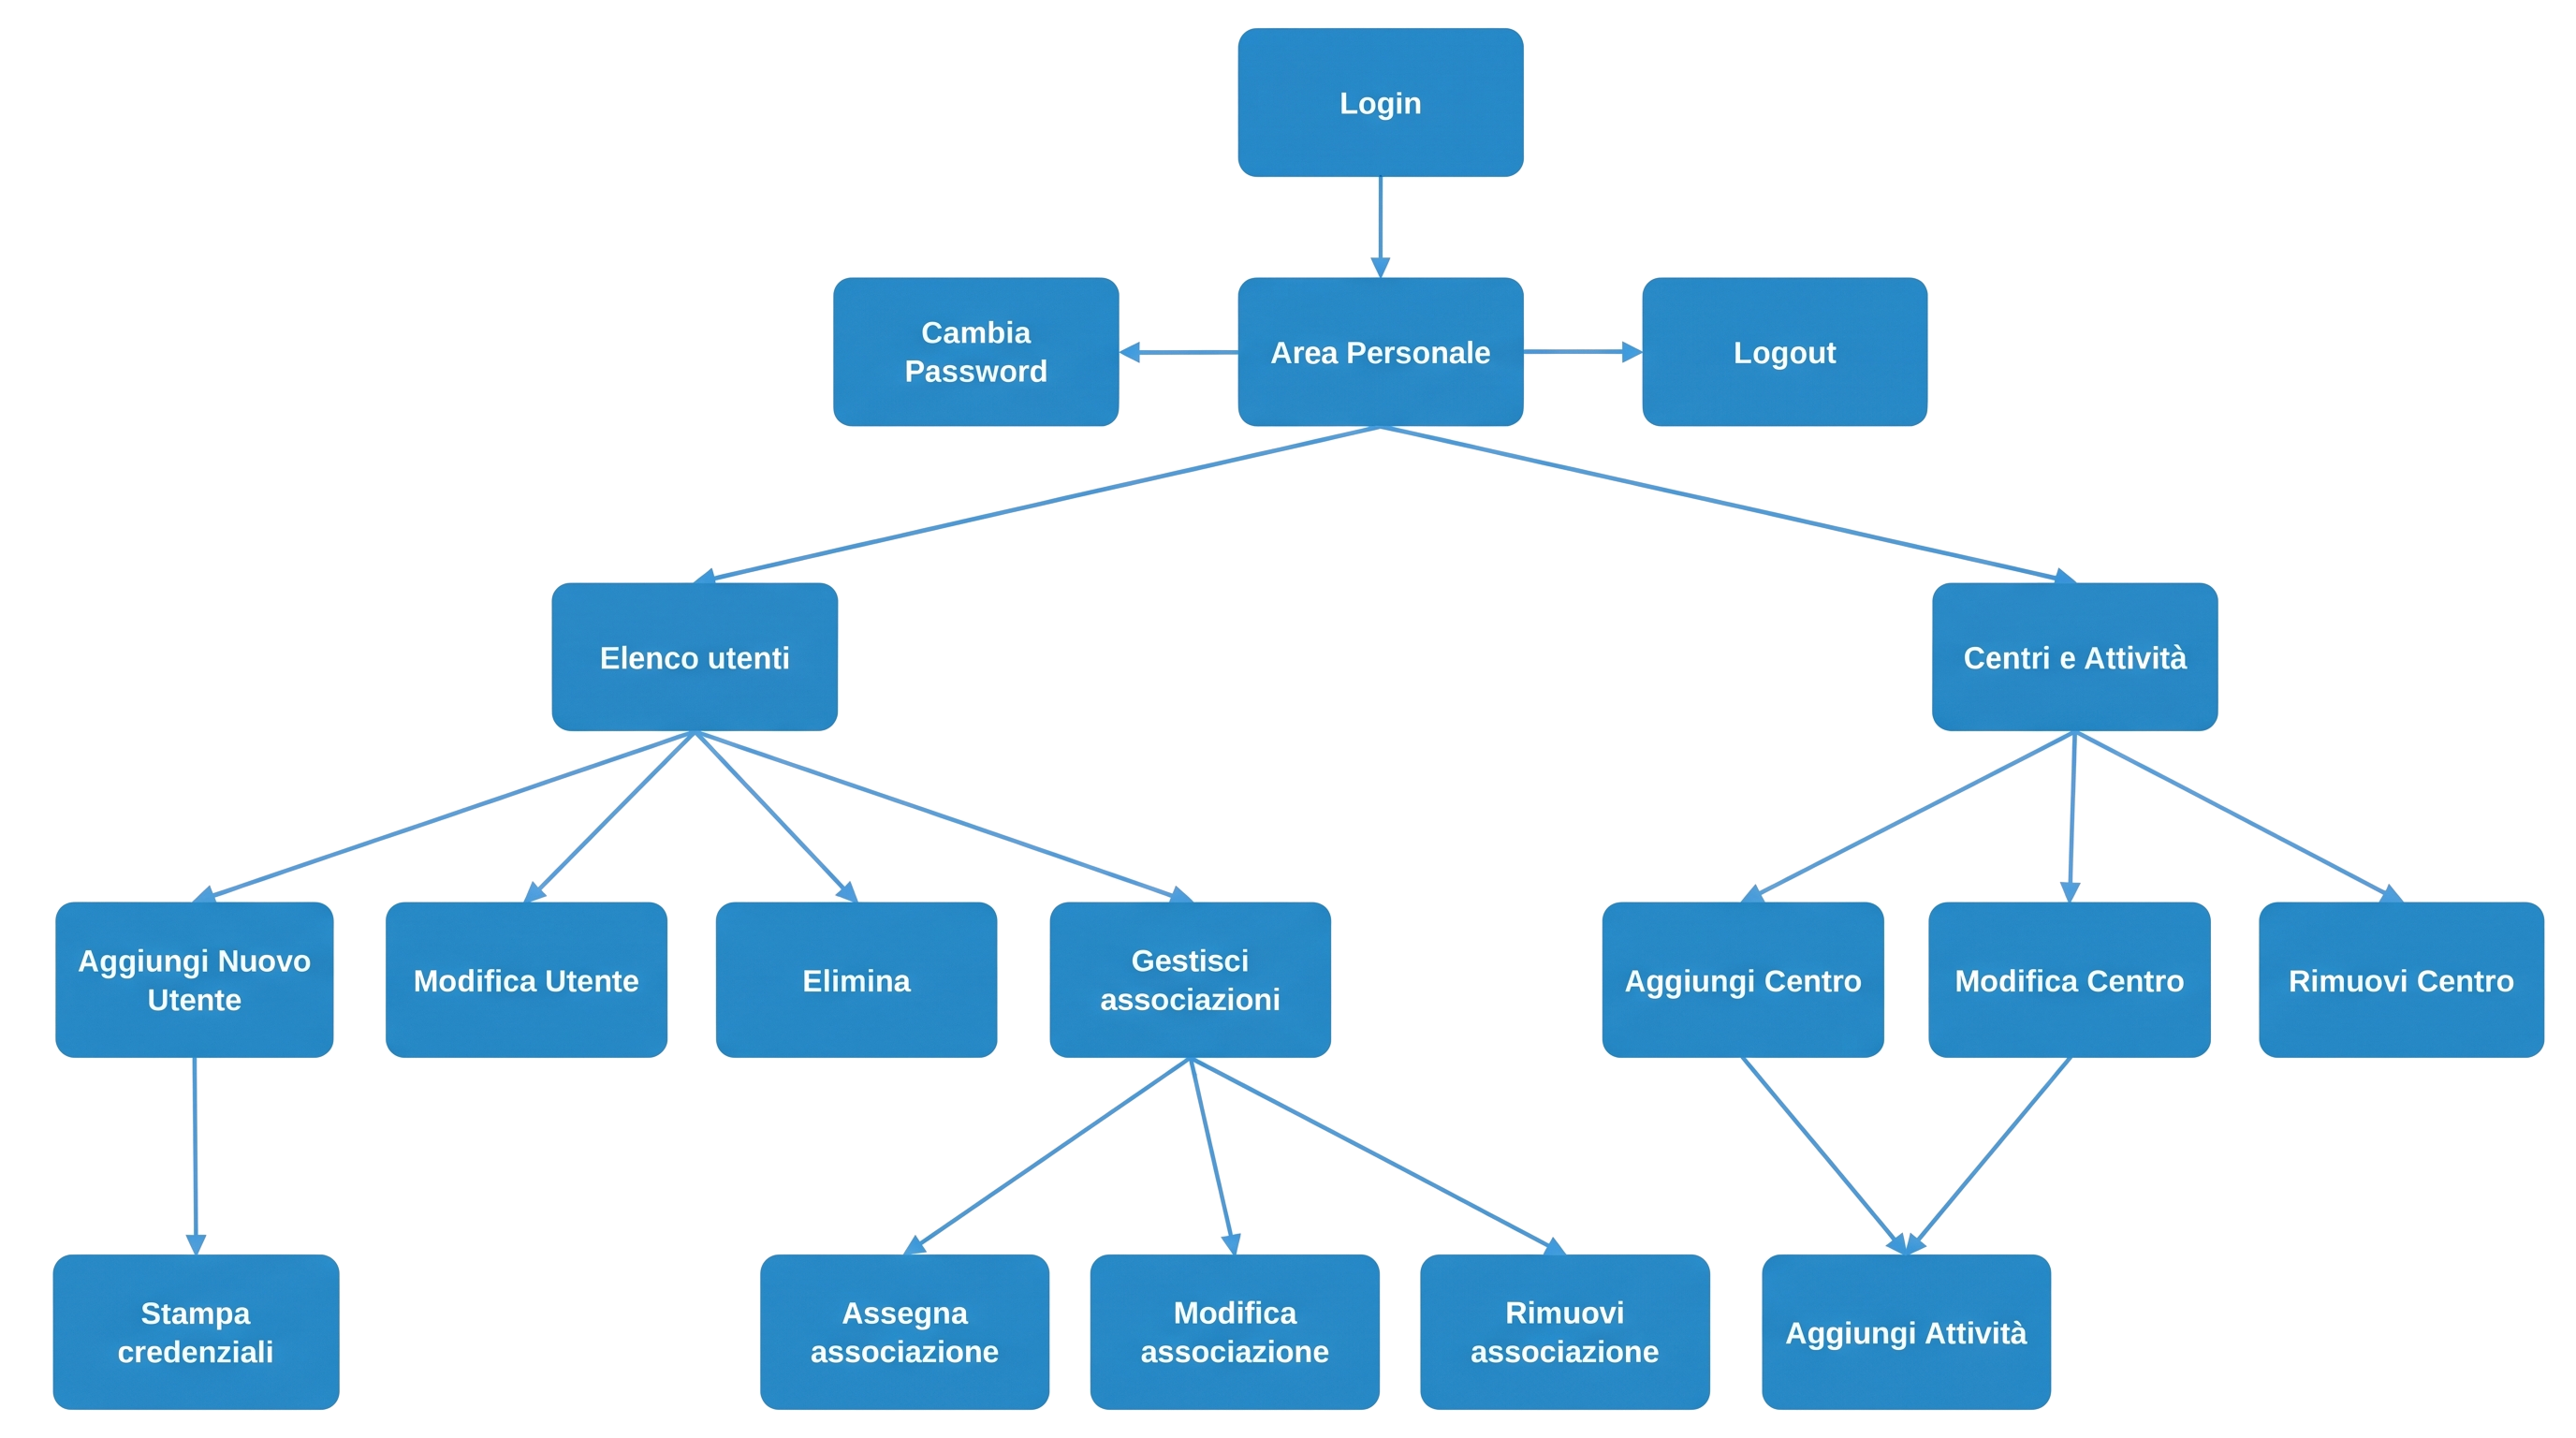 Login
Cambia
Password
Area Personale
Logout
Elenco utenti
Centri e Attività
Aggiungi Nuovo
Utente
Modifica Utente
Elimina
Gestisci
associazioni
Aggiungi Centro
Modifica Centro
Rimuovi Centro
Stampa
credenziali
Assegna
associazione
Modifica
associazione
Rimuovi
associazione
Aggiungi Attività